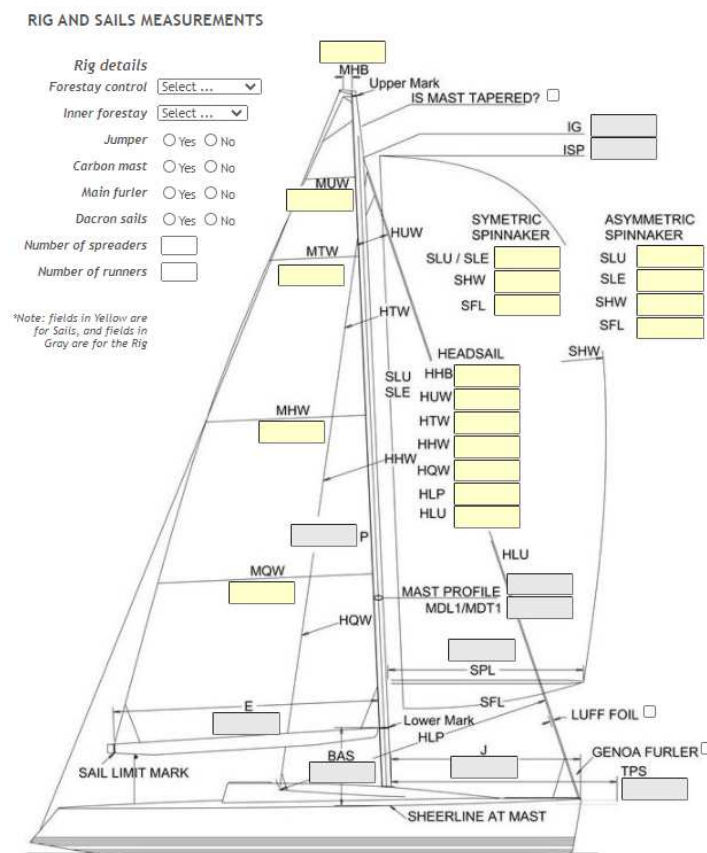 RIG AND SAILS MEASUREMENTS
Rig details
Forestay control Select ...
Inner forestay Select ...
Jumper Yes No
Carbon mast Yes No
Main furler Yes No
Dacron sails Yes No
Number of spreaders
Number of runners
*Note: fields in Yellow are
for Sails, and fields in
Gray are for the Rig
MHB
Upper Mark
IS MAST TAPERED?
IG
ISP
MUW
HUW
MTW
HTW
SYMETRIC
SPINNAKER
SLU / SLE
SHW
SFL
ASYMMETRIC
SPINNAKER
SLU
SLE
SHW
SFL
SHW
HEADSAIL
SLU
SLE
HHB
HUW
HTW
HHW
HQW
HLP
HLU
MHW
HHW
P
HLU
MQW
MAST PROFILE
MDL1/MDT1
HQW
SPL
E
SFL
Lower Mark
HLP
LUFF FOIL
SAIL LIMIT MARK
BAS
J
GENOA FURLER
TPS
SHEERLINE AT MAST